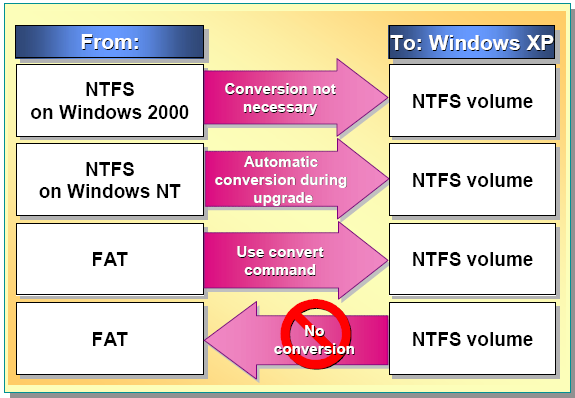 From:
To: Windows XP
NTFS
on Windows 2000
Conversion not
necessary
NTFS volume
NTFS
on Windows NT
Automatic
conversion during
upgrade
NTFS volume
FAT
Use convert
command
NTFS volume
FAT
No
conversion
NTFS volume